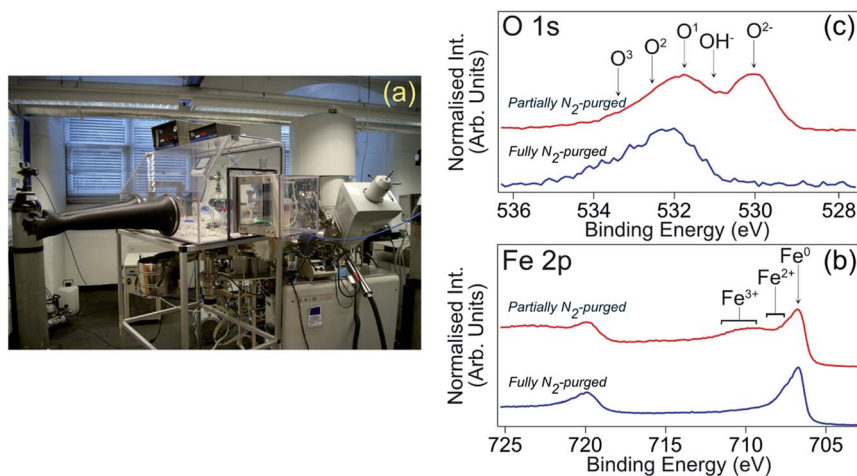 (a)
O 1s
(c)
O³
O²
O¹
OH⁻
O²⁻
Partially N₂-purged
Fully N₂-purged
Normalised Int.
(Arb. Units)
536
534
532
530
528
Binding Energy (eV)
Fe 2p
(b)
Fe³⁺
Fe²⁺
Fe⁰
Partially N₂-purged
Fully N₂-purged
Normalised Int.
(Arb. Units)
725
720
715
710
705
Binding Energy (eV)